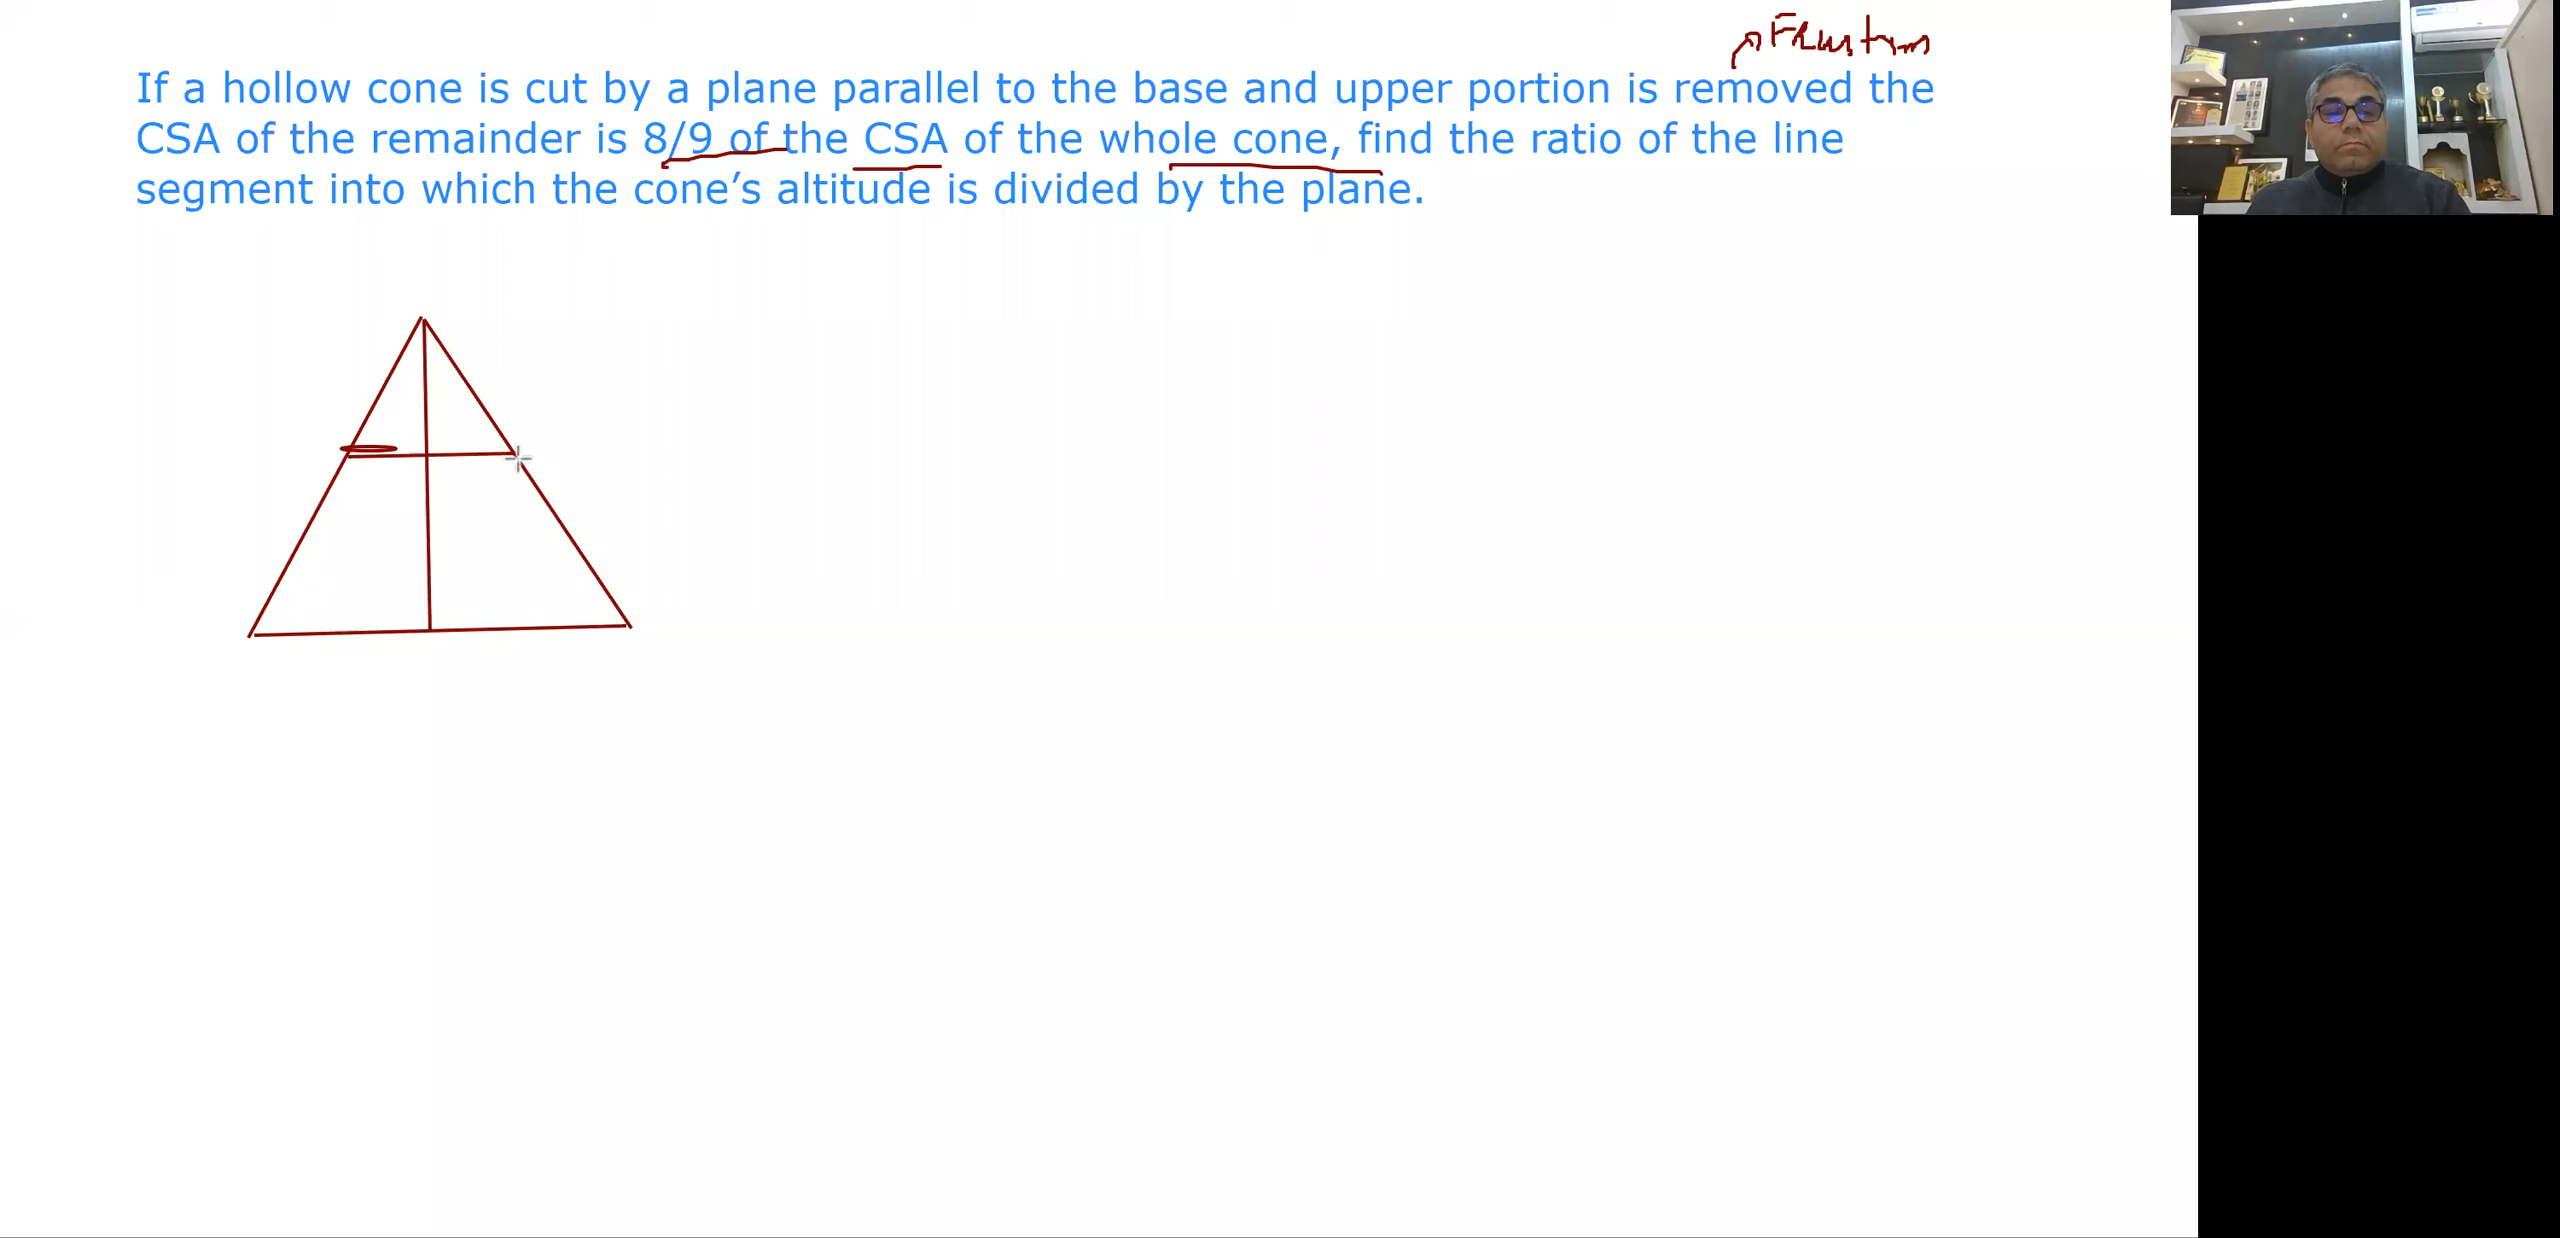 Frustum
If a hollow cone is cut by a plane parallel to the base and upper portion is removed the
CSA of the remainder is 8/9 of the CSA of the whole cone, find the ratio of the line
segment into which the cone’s altitude is divided by the plane.